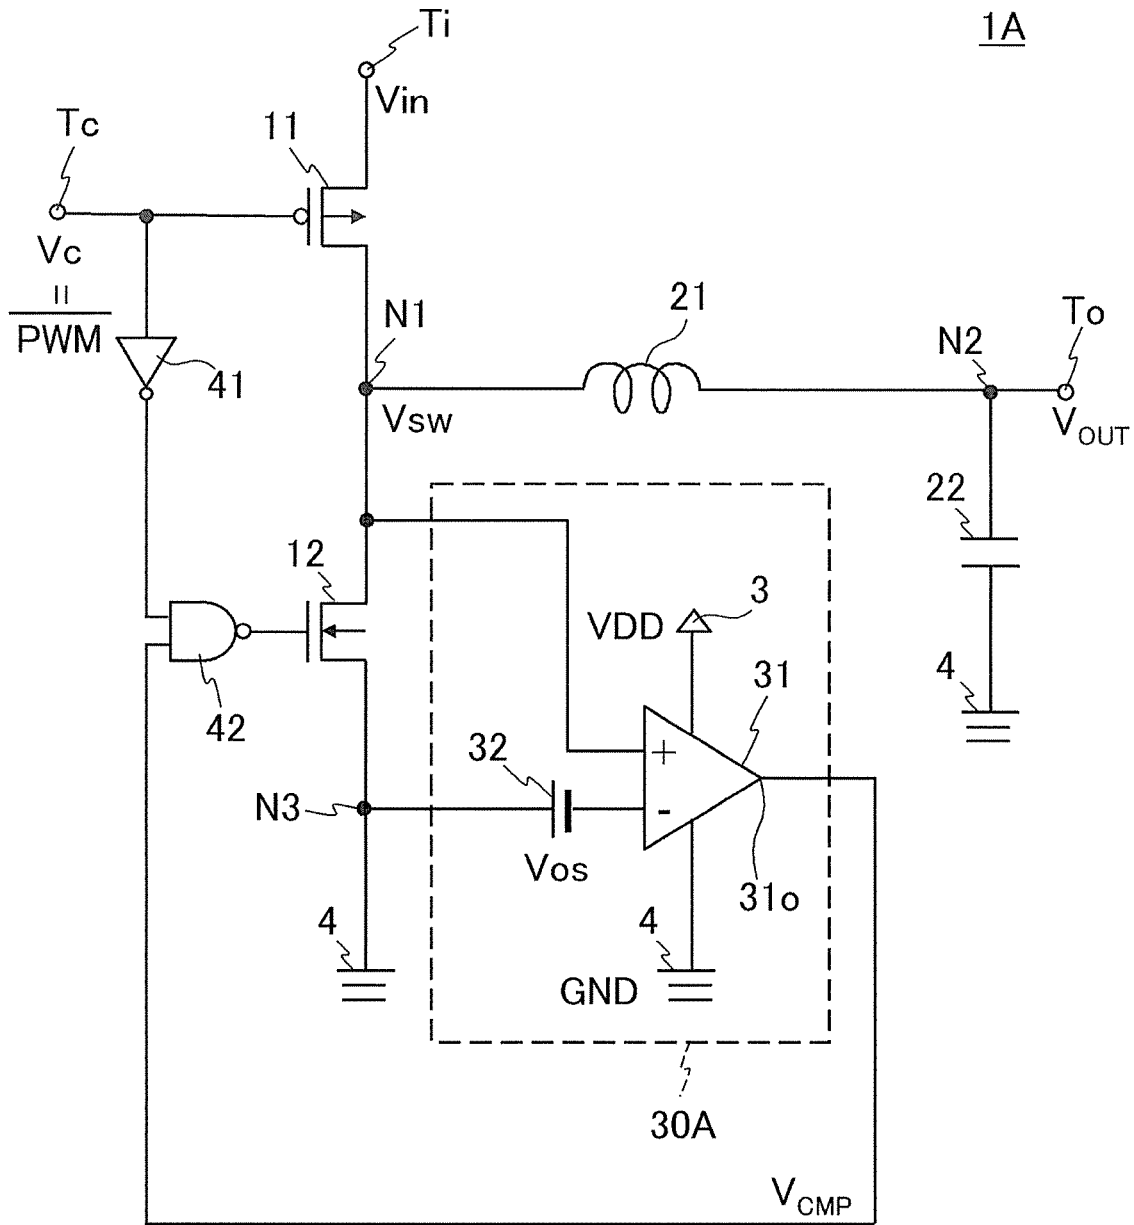 Ti
1A
Vin
Tc
11
Vc
=
PWM
N1
21
To
N2
41
Vsw
VOUT
22
12
3
VDD
4
31
42
32
+
N3
-
Vos
31o
4
4
GND
30A
VCMP